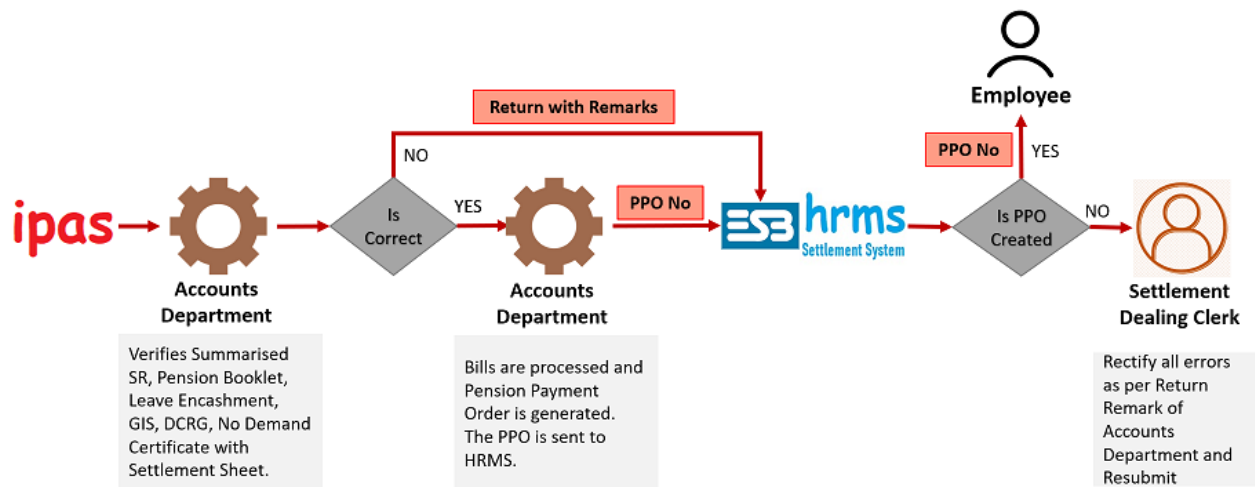 Employee
Return with Remarks
NO
PPO No
YES
ipas
Is
Correct
YES
PPO No
ESB
hrms
Settlement System
Is PPO
Created
NO
Accounts
Department
Accounts
Department
Settlement
Dealing Clerk
Verifies Summarised
SR, Pension Booklet,
Leave Encashment,
GIS, DCRG, No Demand
Certificate with
Settlement Sheet.
Bills are processed and
Pension Payment
Order is generated.
The PPO is sent to
HRMS.
Rectify all errors
as per Return
Remark of
Accounts
Department and
Resubmit